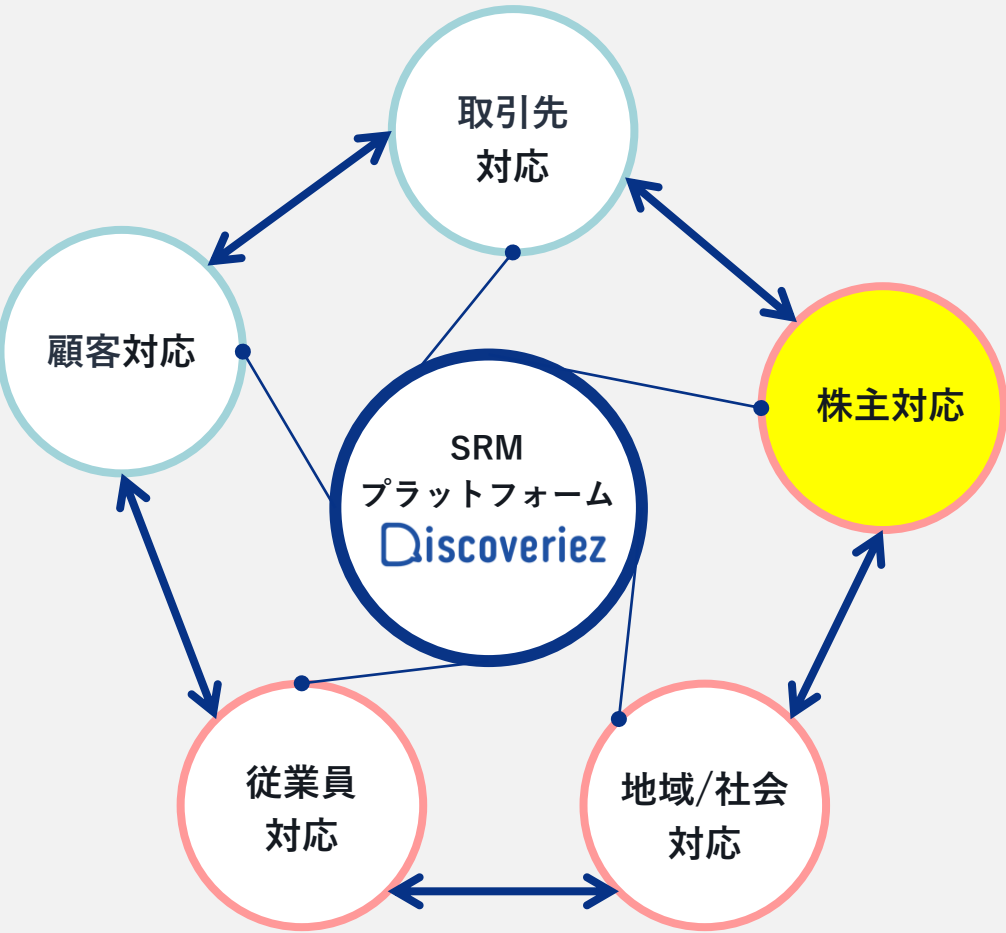 取引先
対応
顧客対応
株主対応
SRM
プラットフォーム
Discoveriez
従業員
対応
地域/社会
対応